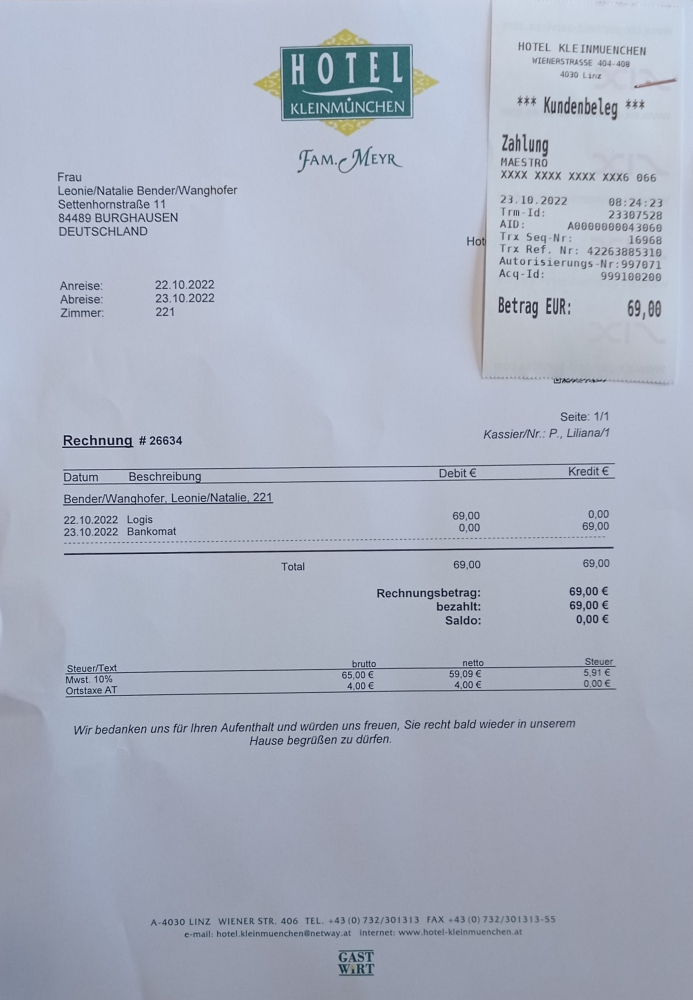 HOTEL
KLEINMÜNCHEN
FAM. MEYR
Frau
Leonie/Natalie Bender/Wanghofer
Settenhornstraße 11
84489 BURGHAUSEN
DEUTSCHLAND
Anreise: 22.10.2022
Abreise: 23.10.2022
Zimmer: 221
HOTEL KLEINMUENCHEN
WIENERSTRASSE 404-408
4030 Linz
*** Kundenbeleg ***
Zahlung
MAESTRO
XXXX XXXX XXXX XXX6 066
23.10.2022 08:24:23
Trm-Id: 23307528
AID: A0000000043060
Trx Seq-Nr: 16968
Trx Ref. Nr: 42263885310
Autorisierungs-Nr:997071
Acq-Id: 999100200
Betrag EUR: 69,00
Seite: 1/1
Kassier/Nr.: P., Liliana/1
Rechnung # 26634
Datum Beschreibung Debit € Kredit €
Bender/Wanghofer, Leonie/Natalie, 221
22.10.2022 Logis 69,00 0,00
23.10.2022 Bankomat 0,00 69,00
Total 69,00 69,00
Rechnungsbetrag: 69,00 €
bezahlt: 69,00 €
Saldo: 0,00 €
Steuer/Text brutto netto Steuer
Mwst. 10% 65,00 € 59,09 € 5,91 €
Ortstaxe AT 4,00 € 4,00 € 0,00 €
Wir bedanken uns für Ihren Aufenthalt und würden uns freuen, Sie recht bald wieder in unserem
Hause begrüßen zu dürfen.
A-4030 LINZ WIENER STR. 406 TEL. +43 (0) 732/301313 FAX +43 (0) 732/301313-55
e-mail: hotel.kleinmuenchen@netway.at Internet: www.hotel-kleinmuenchen.at
GAST
WiRT